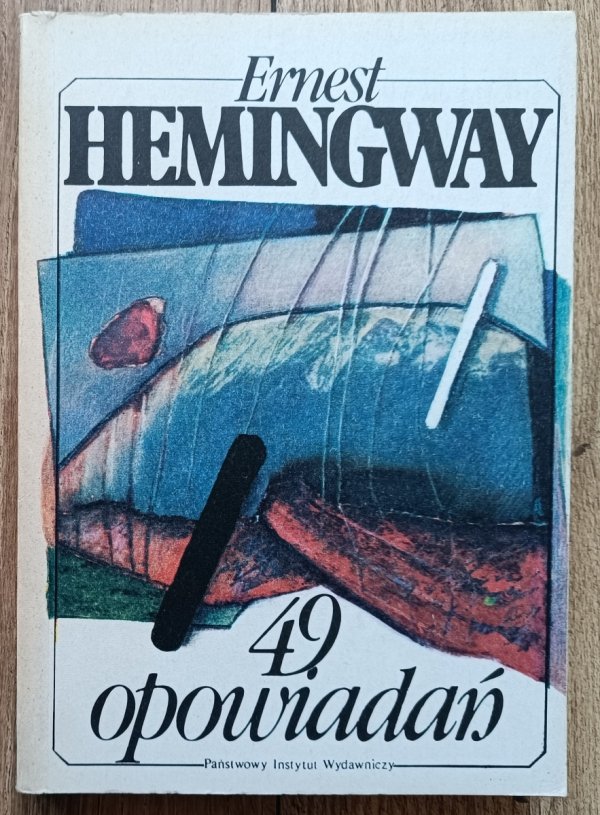 Ernest
HEMINGWAY
49
opowiadań
Państwowy Instytut Wydawniczy